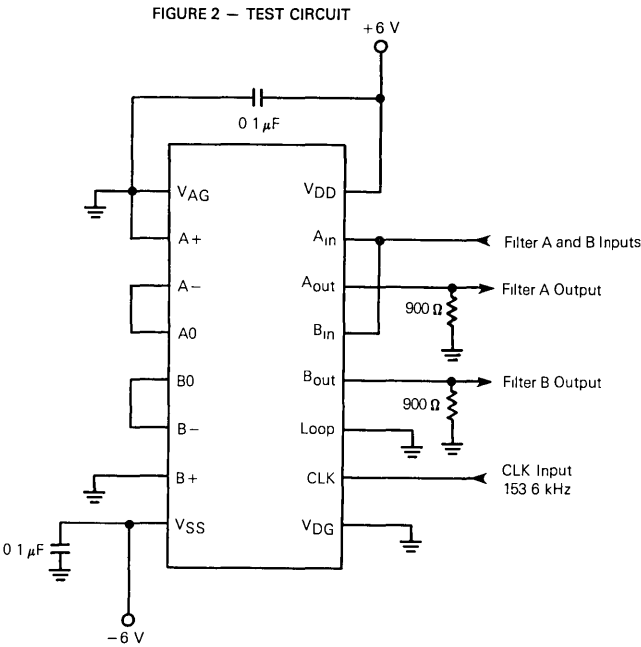 FIGURE 2 — TEST CIRCUIT
+6 V
0 1 μF
VAG
VDD
A+
Ain
Filter A and B Inputs
A−
Aout
Filter A Output
900 Ω
A0
Bin
B0
Bout
Filter B Output
900 Ω
B−
Loop
B+
CLK
CLK Input
153 6 kHz
VSS
VDG
0 1 μF
−6 V